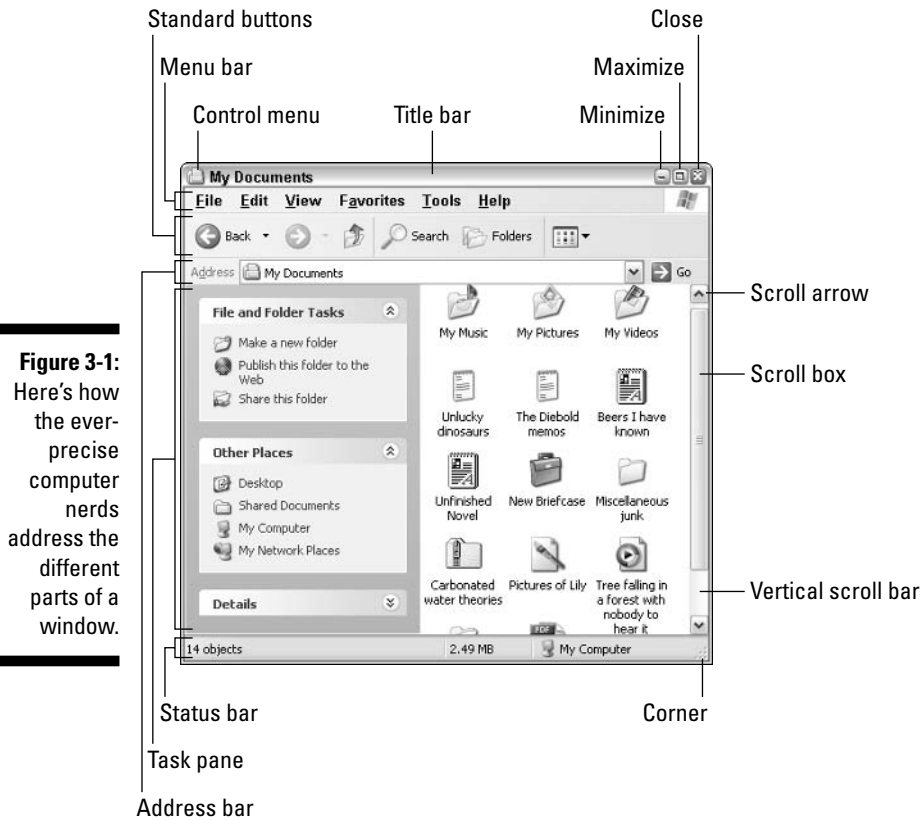 Standard buttons
Close
Menu bar
Maximize
Control menu
Title bar
Minimize
My Documents
File Edit View Favorites Tools Help
Back Search Folders
Address My Documents Go
File and Folder Tasks
Make a new folder
Publish this folder to the
Web
Share this folder
Other Places
Desktop
Shared Documents
My Computer
My Network Places
Details
My Music My Pictures My Videos
Unlucky
dinosaurs
The Diebold
memos
Beers I have
known
Unfinished
Novel
New Briefcase
Miscellaneous
junk
Carbonated
water theories
Pictures of Lily
Tree falling in
a forest with
nobody to
hear it
PDF
14 objects 2.49 MB My Computer
Scroll arrow
Scroll box
Vertical scroll bar
Figure 3-1:
Here's how
the ever-
precise
computer
nerds
address the
different
parts of a
window.
Status bar
Corner
Task pane
Address bar